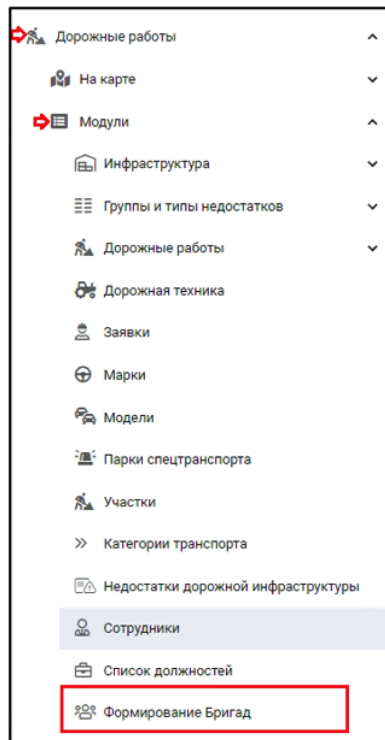 Дорожные работы
На карте
Модули
Инфраструктура
Группы и типы недостатков
Дорожные работы
Дорожная техника
Заявки
Марки
Модели
Парки спецтранспорта
Участки
Категории транспорта
Недостатки дорожной инфраструктуры
Сотрудники
Список должностей
Формирование Бригад